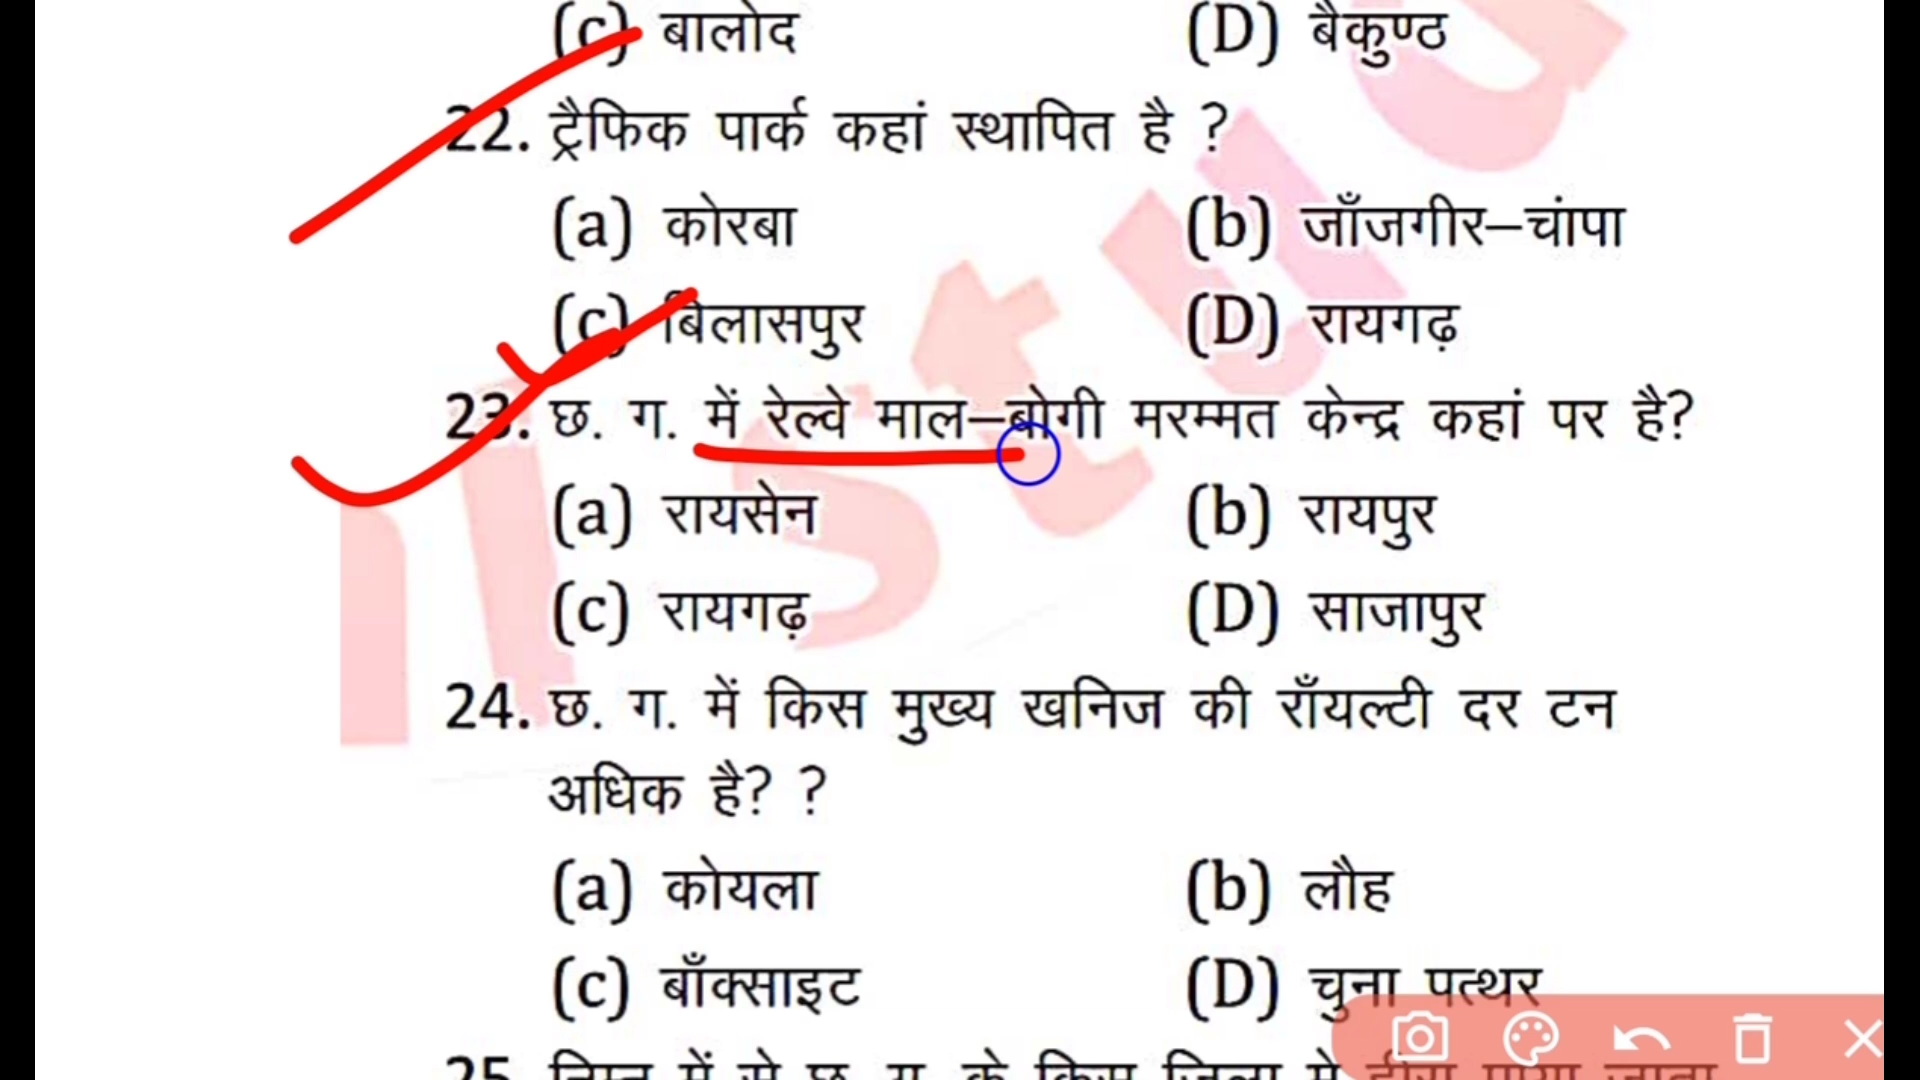 (c) बालोद (D) बैकुण्ठ
22. ट्रैफिक पार्क कहां स्थापित है ?
(a) कोरबा (b) जाँजगीर–चांपा
(c) बिलासपुर (D) रायगढ़
23. छ. ग. में रेल्वे माल–बोगी मरम्मत केन्द्र कहां पर है?
(a) रायसेन (b) रायपुर
(c) रायगढ़ (D) साजापुर
24. छ. ग. में किस मुख्य खनिज की राँयल्टी दर टन
अधिक है? ?
(a) कोयला (b) लौह
(c) बाँक्साइट (D) चुना पत्थर
25. निम्न में से छ. ग. के किस जिला मे हीरा पाया जाता